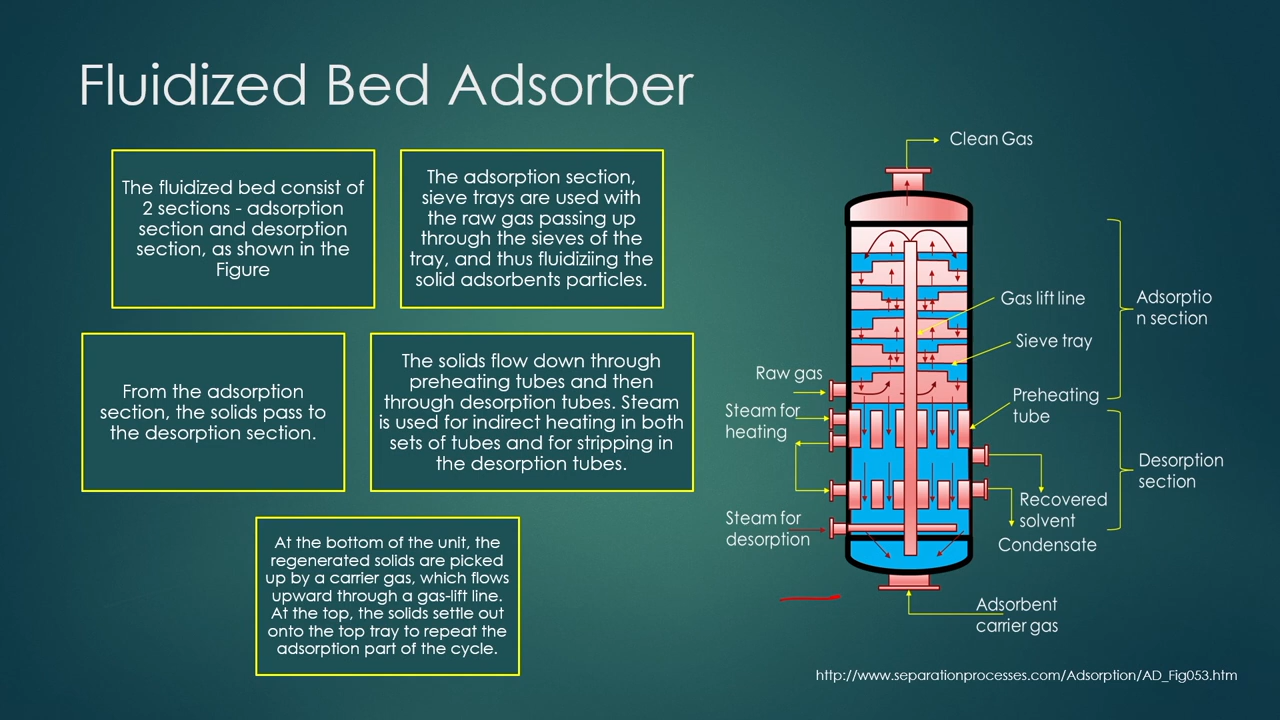 Fluidized Bed Adsorber
The fluidized bed consist of
2 sections - adsorption
section and desorption
section, as shown in the
Figure
The adsorption section,
sieve trays are used with
the raw gas passing up
through the sieves of the
tray, and thus fluidiziing the
solid adsorbents particles.
From the adsorption
section, the solids pass to
the desorption section.
The solids flow down through
preheating tubes and then
through desorption tubes. Steam
is used for indirect heating in both
sets of tubes and for stripping in
the desorption tubes.
At the bottom of the unit, the
regenerated solids are picked
up by a carrier gas, which flows
upward through a gas-lift line.
At the top, the solids settle out
onto the top tray to repeat the
adsorption part of the cycle.
Clean Gas
Gas lift line
Adsorptio
n section
Sieve tray
Raw gas
Preheating
tube
Steam for
heating
Desorption
section
Recovered
solvent
Steam for
desorption
Condensate
Adsorbent
carrier gas
http://www.separationprocesses.com/Adsorption/AD_Fig053.htm